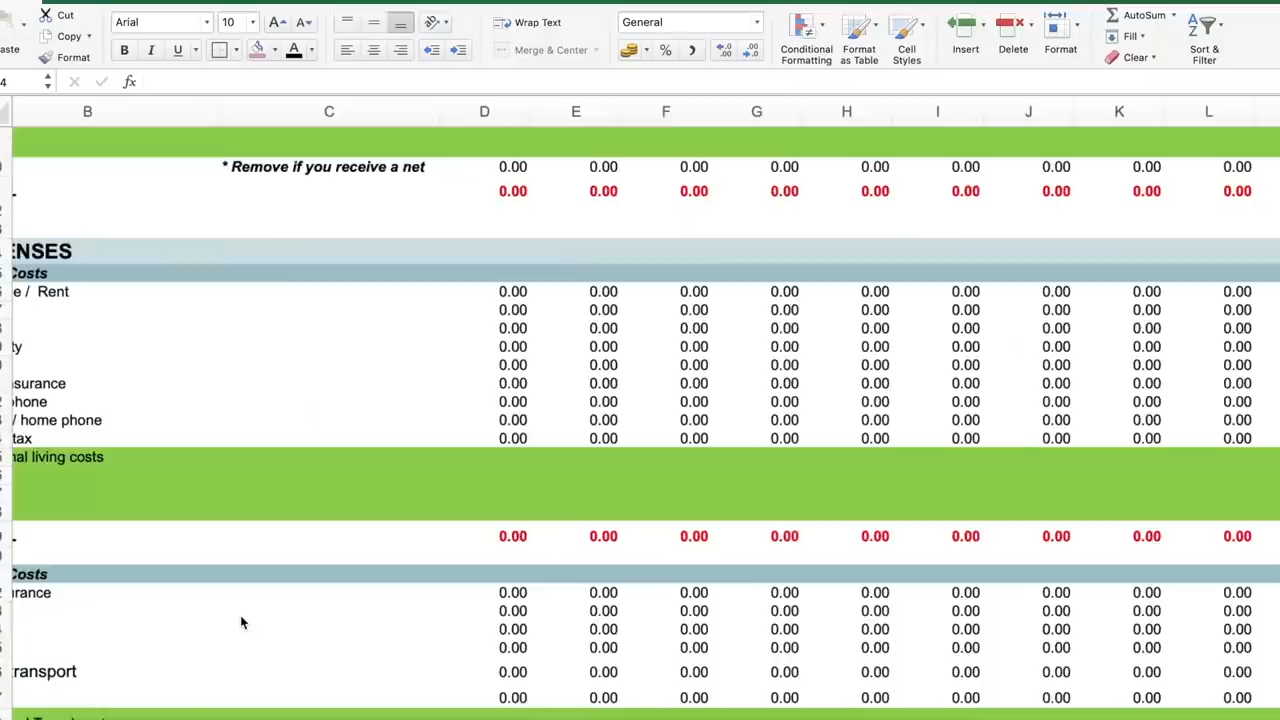 Cut
Arial 10 A A Wrap Text General AutoSum
Copy Fill
B I U A Merge & Center % Conditional Formatting Format as Table Cell Styles Insert Delete Format Clear Sort & Filter
Format
4 fx
B C D E F G H I J K L
* Remove if you receive a net 0.00 0.00 0.00 0.00 0.00 0.00 0.00 0.00 0.00
0.00 0.00 0.00 0.00 0.00 0.00 0.00 0.00 0.00
ENSES
Costs
e / Rent 0.00 0.00 0.00 0.00 0.00 0.00 0.00 0.00 0.00
0.00 0.00 0.00 0.00 0.00 0.00 0.00 0.00 0.00
0.00 0.00 0.00 0.00 0.00 0.00 0.00 0.00 0.00
ty 0.00 0.00 0.00 0.00 0.00 0.00 0.00 0.00 0.00
0.00 0.00 0.00 0.00 0.00 0.00 0.00 0.00 0.00
surance 0.00 0.00 0.00 0.00 0.00 0.00 0.00 0.00 0.00
phone 0.00 0.00 0.00 0.00 0.00 0.00 0.00 0.00 0.00
/ home phone 0.00 0.00 0.00 0.00 0.00 0.00 0.00 0.00 0.00
tax 0.00 0.00 0.00 0.00 0.00 0.00 0.00 0.00 0.00
nal living costs
0.00 0.00 0.00 0.00 0.00 0.00 0.00 0.00 0.00
Costs
urance 0.00 0.00 0.00 0.00 0.00 0.00 0.00 0.00 0.00
0.00 0.00 0.00 0.00 0.00 0.00 0.00 0.00 0.00
0.00 0.00 0.00 0.00 0.00 0.00 0.00 0.00 0.00
0.00 0.00 0.00 0.00 0.00 0.00 0.00 0.00 0.00
transport 0.00 0.00 0.00 0.00 0.00 0.00 0.00 0.00 0.00
0.00 0.00 0.00 0.00 0.00 0.00 0.00 0.00 0.00